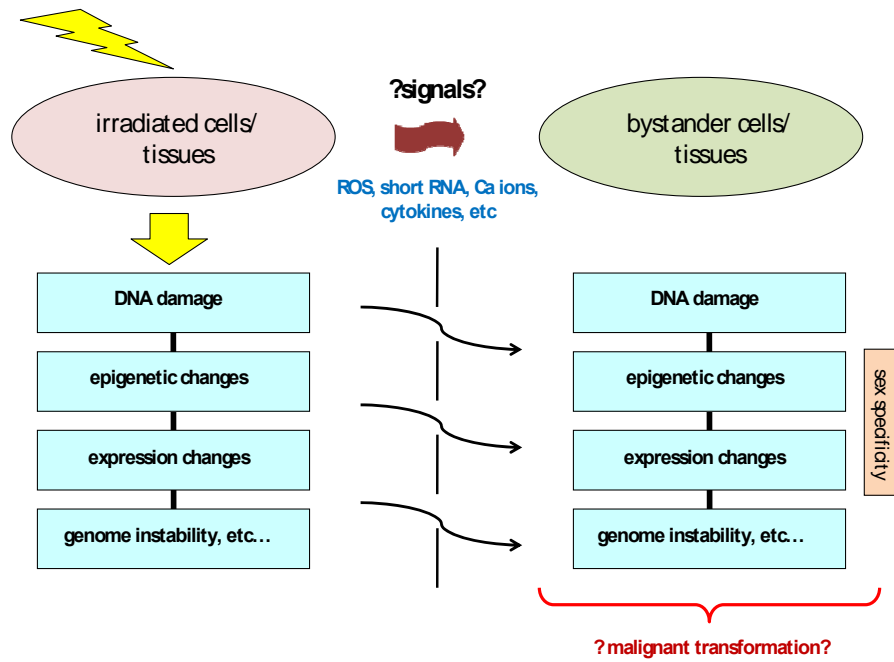 irradiated cells/
tissues
?signals?
ROS, short RNA, Ca ions,
cytokines, etc
bystander cells/
tissues
DNA damage
epigenetic changes
expression changes
genome instability, etc…
DNA damage
epigenetic changes
expression changes
genome instability, etc…
sex specificity
?malignant transformation?